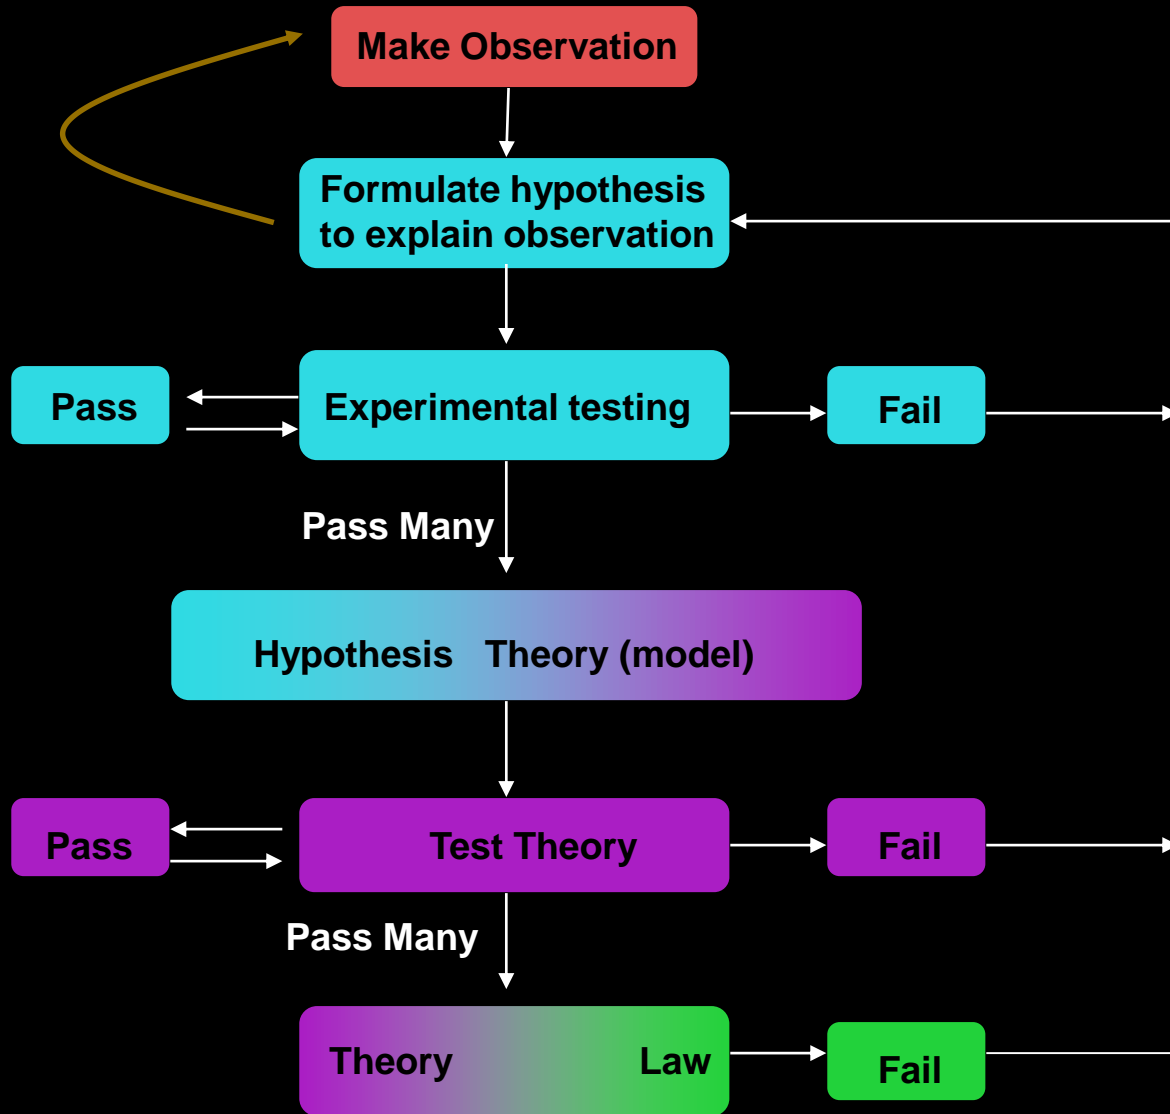 Make Observation
Formulate hypothesis
to explain observation
Pass
Experimental testing
Fail
Pass Many
Hypothesis Theory (model)
Pass
Test Theory
Fail
Pass Many
Theory Law
Fail